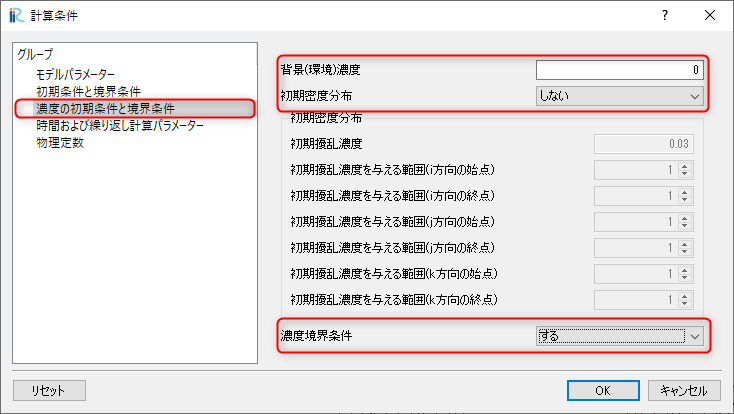 計算条件
グループ
モデルパラメーター
初期条件と境界条件
濃度の初期条件と境界条件
時間および繰り返し計算パラメーター
物理定数
背景(環境)濃度 0
初期密度分布 しない
初期密度分布
初期擾乱濃度 0.03
初期擾乱濃度を与える範囲(i方向の始点) 1
初期擾乱濃度を与える範囲(i方向の終点) 1
初期擾乱濃度を与える範囲(j方向の始点) 1
初期擾乱濃度を与える範囲(j方向の終点) 1
初期擾乱濃度を与える範囲(k方向の始点) 1
初期擾乱濃度を与える範囲(k方向の終点) 1
濃度境界条件 する
リセット OK キャンセル